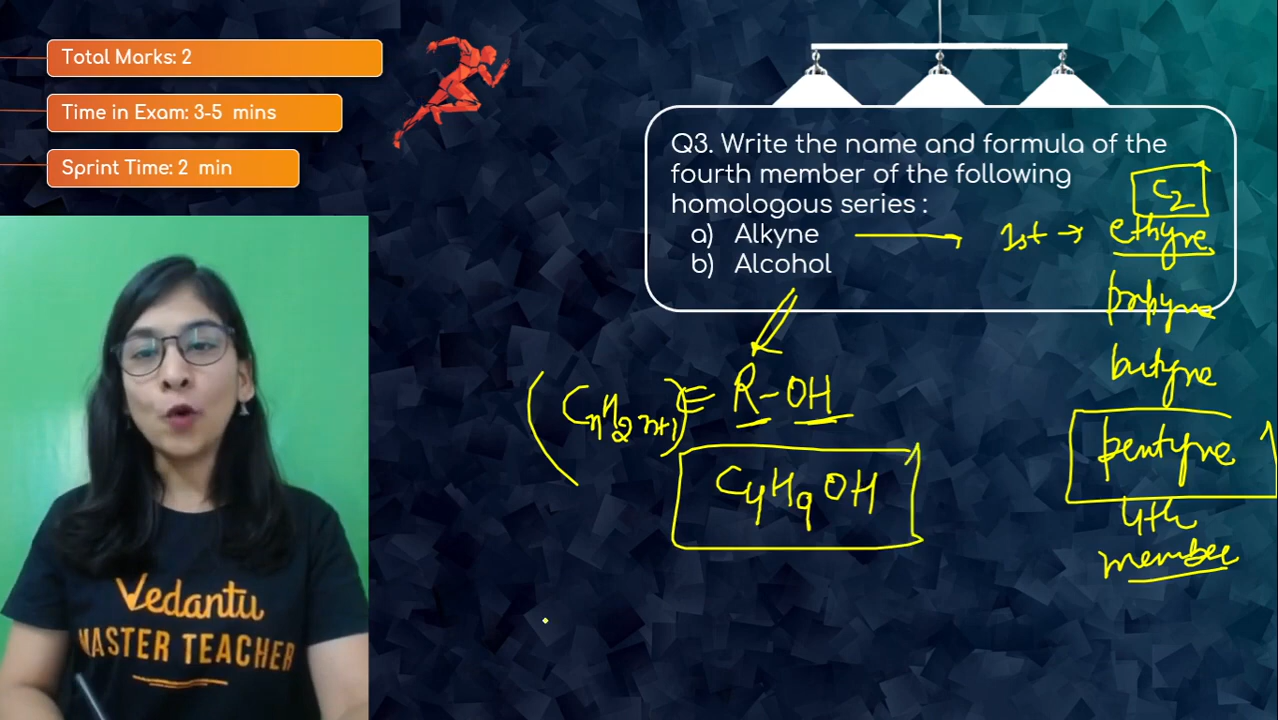 Total Marks: 2
Time in Exam: 3-5 mins
Sprint Time: 2 min
Q3. Write the name and formula of the
fourth member of the following
homologous series :
a) Alkyne
b) Alcohol
C2
1st → ethyne
propyne
butyne
pentyne
4th
member
(CnH2n+1) = R-OH
C4H9OH
Vedantu
MASTER TEACHER